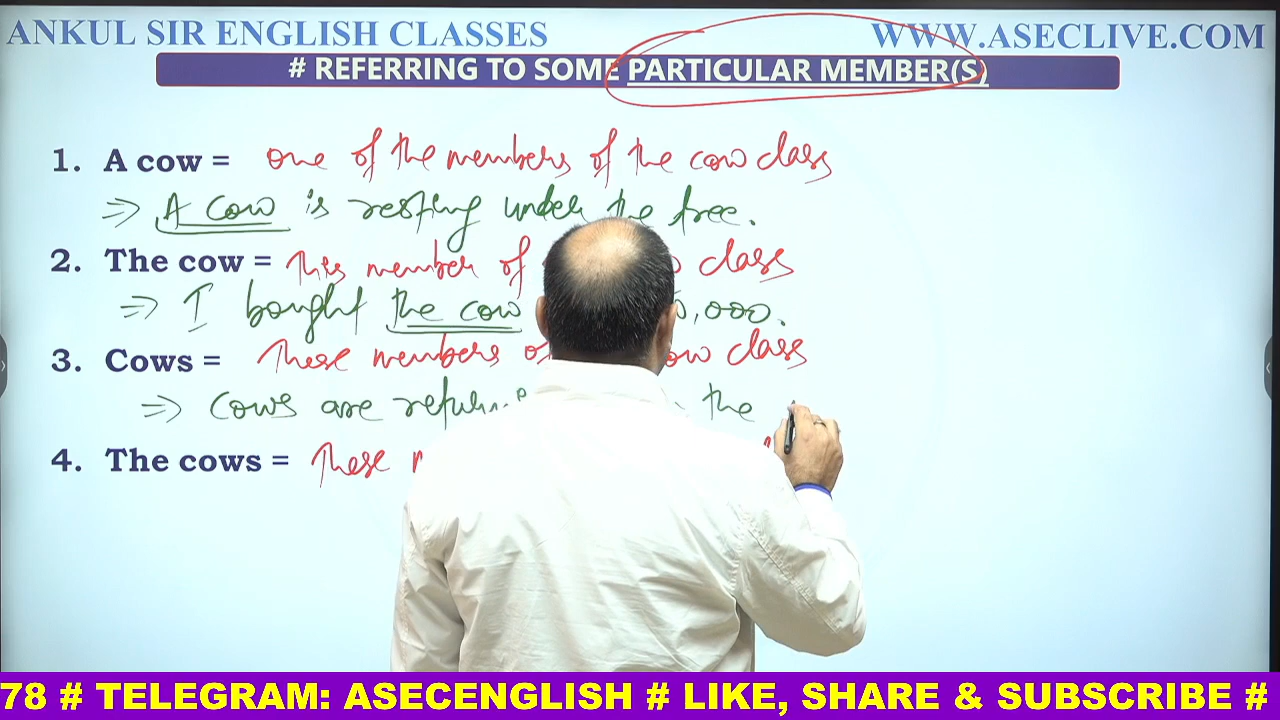 ANKUL SIR ENGLISH CLASSES
WWW.ASECLIVE.COM
# REFERRING TO SOME PARTICULAR MEMBER(S)
1. A cow = one of the members of the cow class
⇒ A cow is resting under the tree.
2. The cow = This member of class
⇒ I bought the cow ,000.
3. Cows = These members of cow class
⇒ Cows are the
4. The cows = These
78 # TELEGRAM: ASECENGLISH # LIKE, SHARE & SUBSCRIBE #